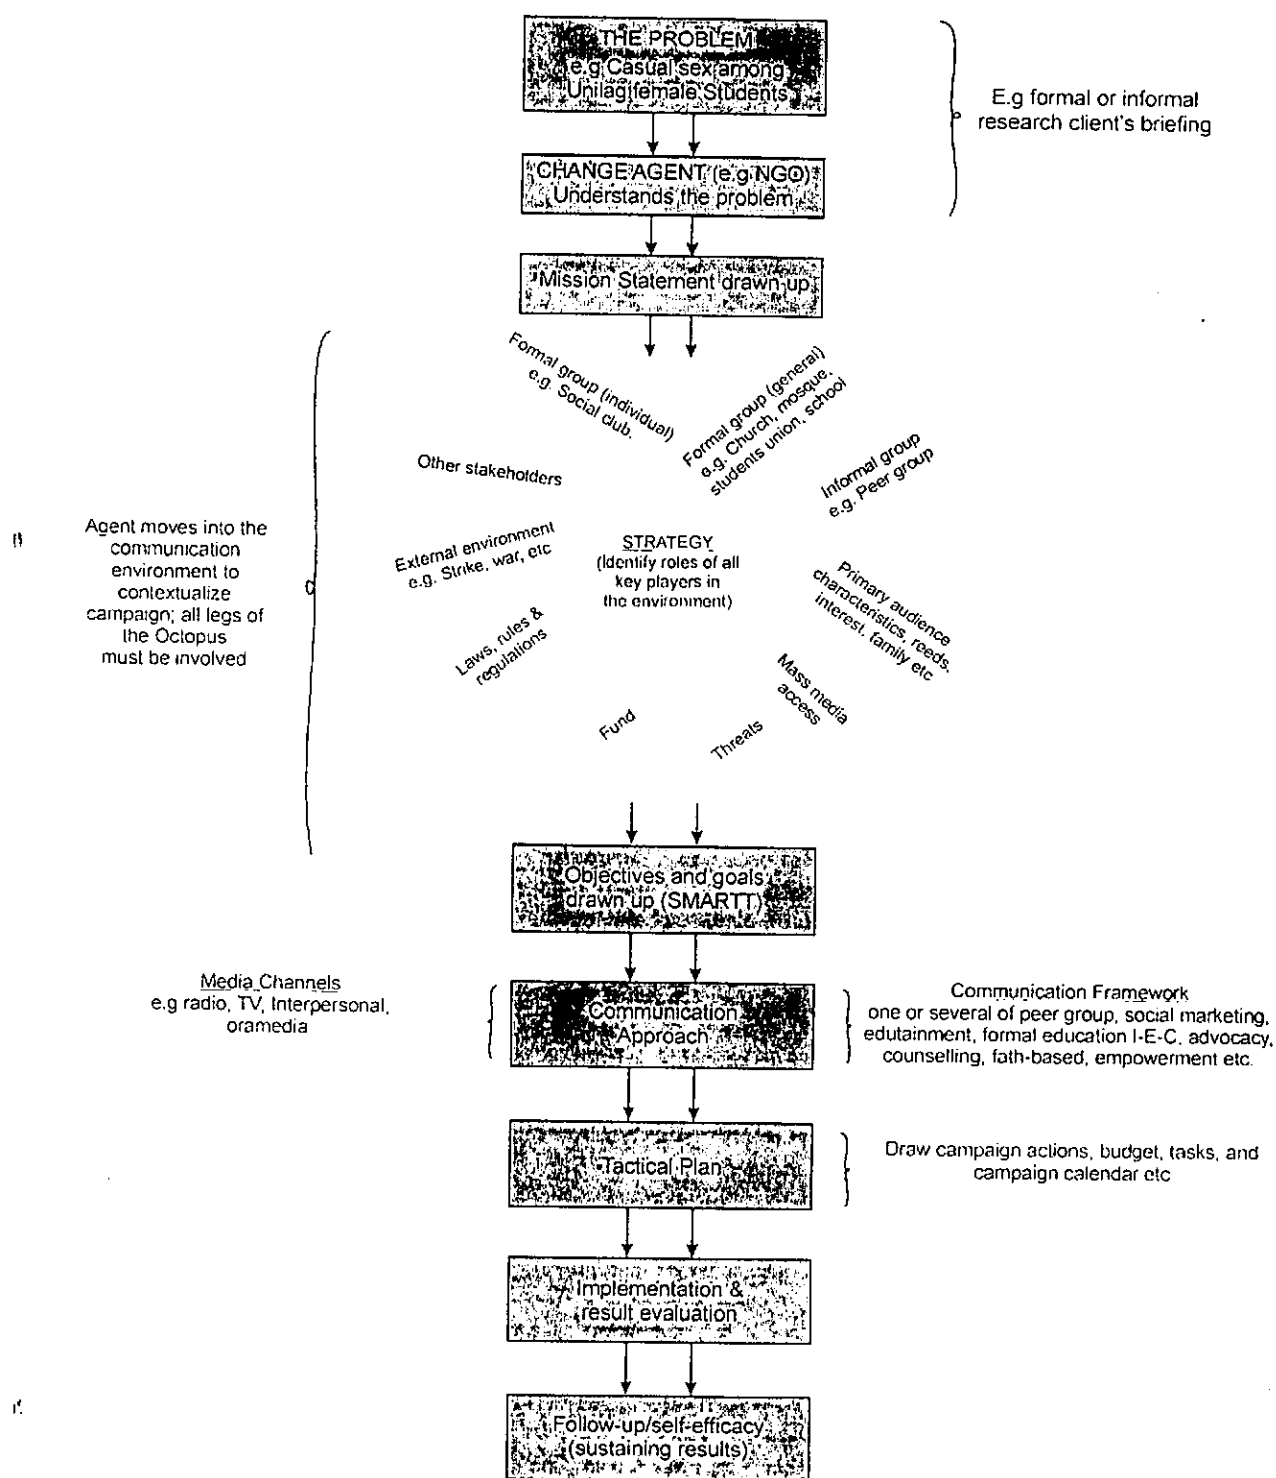 THE PROBLEM
e.g Casual sex among
Unilag female Students
E.g formal or informal
research client's briefing
CHANGE AGENT (e.g NGO)
Understands the problem
Mission Statement drawn up
Formal group (individual)
e.g. Social club.
Formal group (general)
e.g. Church, mosque,
students union, school
Informal group
e.g. Peer group
Other stakeholders
External environment
e.g. Strike, war, etc
Agent moves into the
communication
environment to
contextualize
campaign; all legs of
the Octopus
must be involved
STRATEGY
(Identify roles of all
key players in
the environment)
Primary audience
characteristics, reeds,
interest, family etc
Laws, rules &
regulations
Mass media
access
Fund
Threats
Objectives and goals
drawn up (SMARTT)
Media Channels
e.g radio, TV, Interpersonal,
oramedia
Communication
Approach
Communication Framework
one or several of peer group, social marketing,
edutainment, formal education I-E-C, advocacy,
counselling, fath-based, empowerment etc.
Tactical Plan
Draw campaign actions, budget, tasks, and
campaign calendar etc
Implementation &
result evaluation
Follow-up/self-efficacy
(sustaining results)